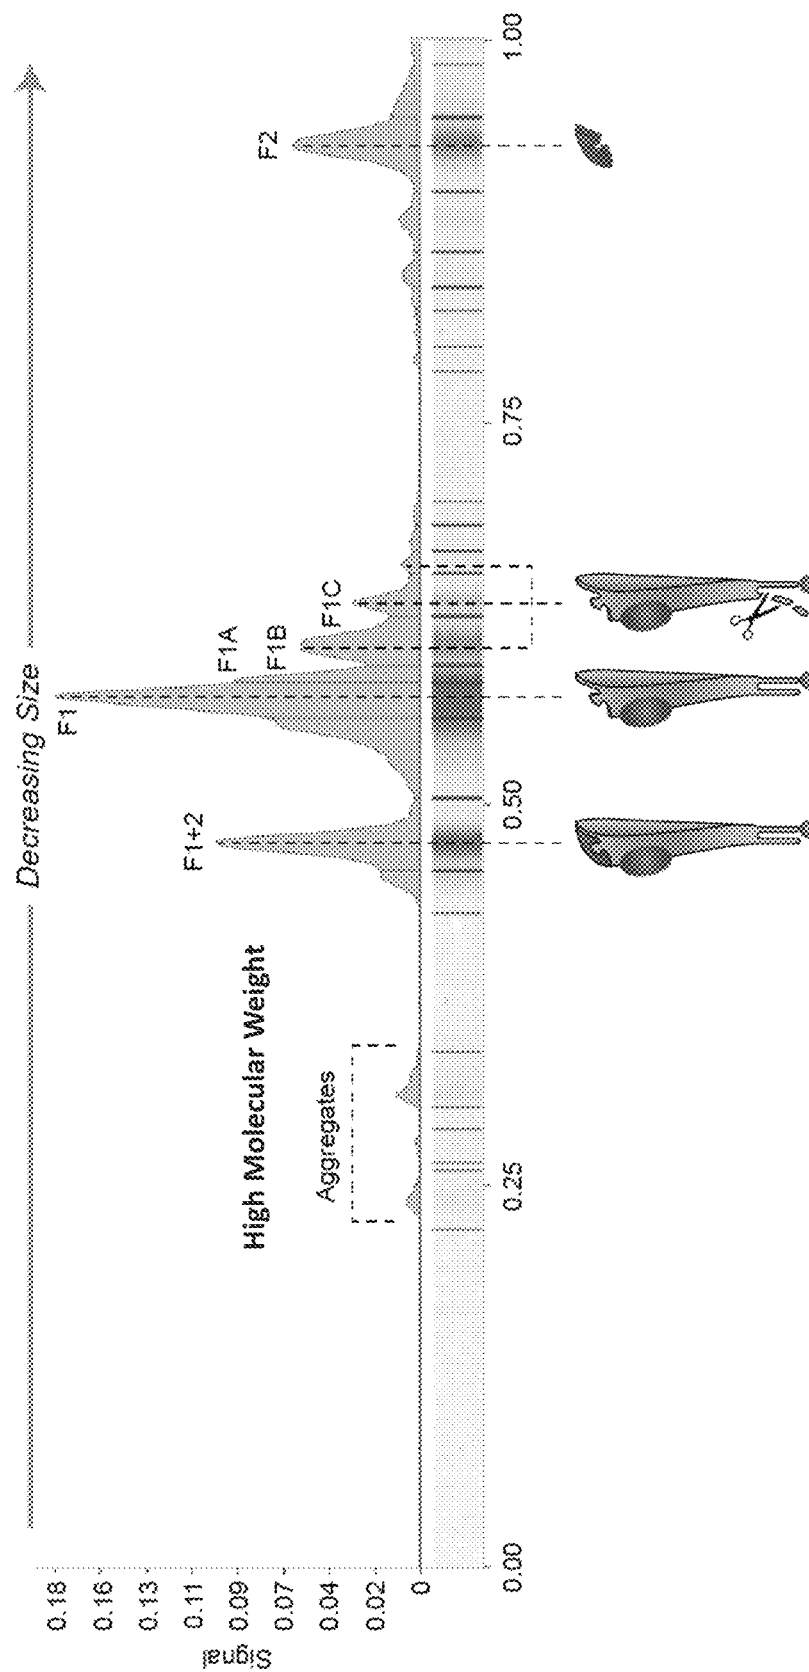 Decreasing Size
F1
F1A
F1B
F1C
F1+2
F2
High Molecular Weight
Aggregates
Signal
0.18
0.16
0.13
0.11
0.09
0.07
0.04
0.02
0
0.00
0.25
0.50
0.75
1.00